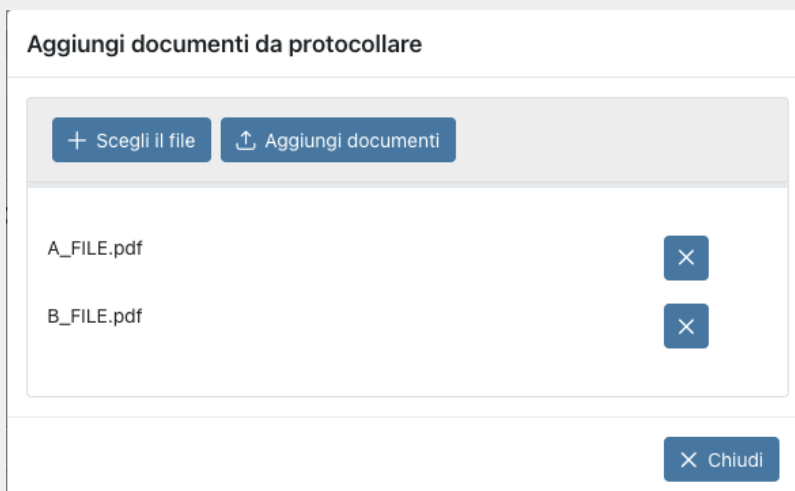 Aggiungi documenti da protocollare
Scegli il file Aggiungi documenti
A_FILE.pdf
B_FILE.pdf
Chiudi